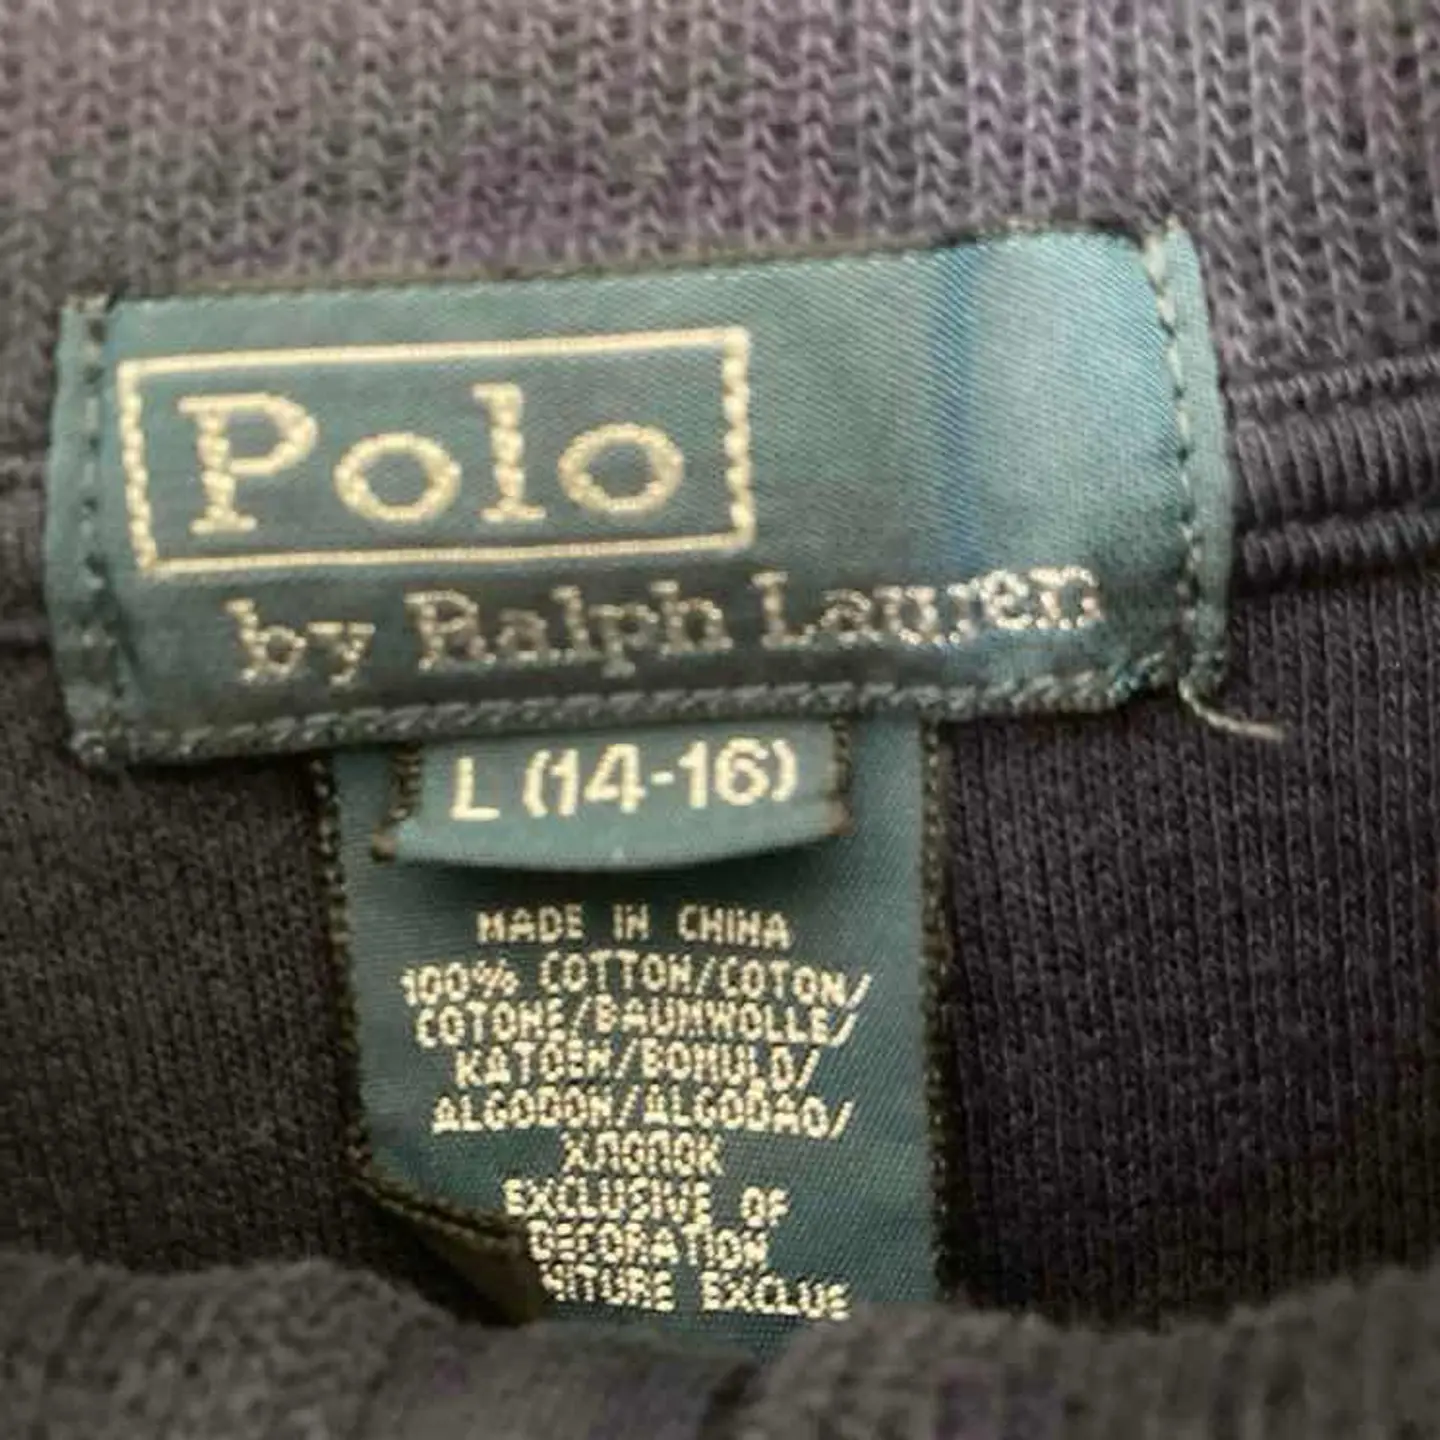 Polo
by Ralph Lauren
L (14-16)
MADE IN CHINA
100% COTTON/COTON/
COTONE/BAUMWOLLE/
KATOEN/BOMULD/
ALGODON/ALGODAO/
ХЛОПОК
EXCLUSIVE OF
DECORATION
EXCLUE